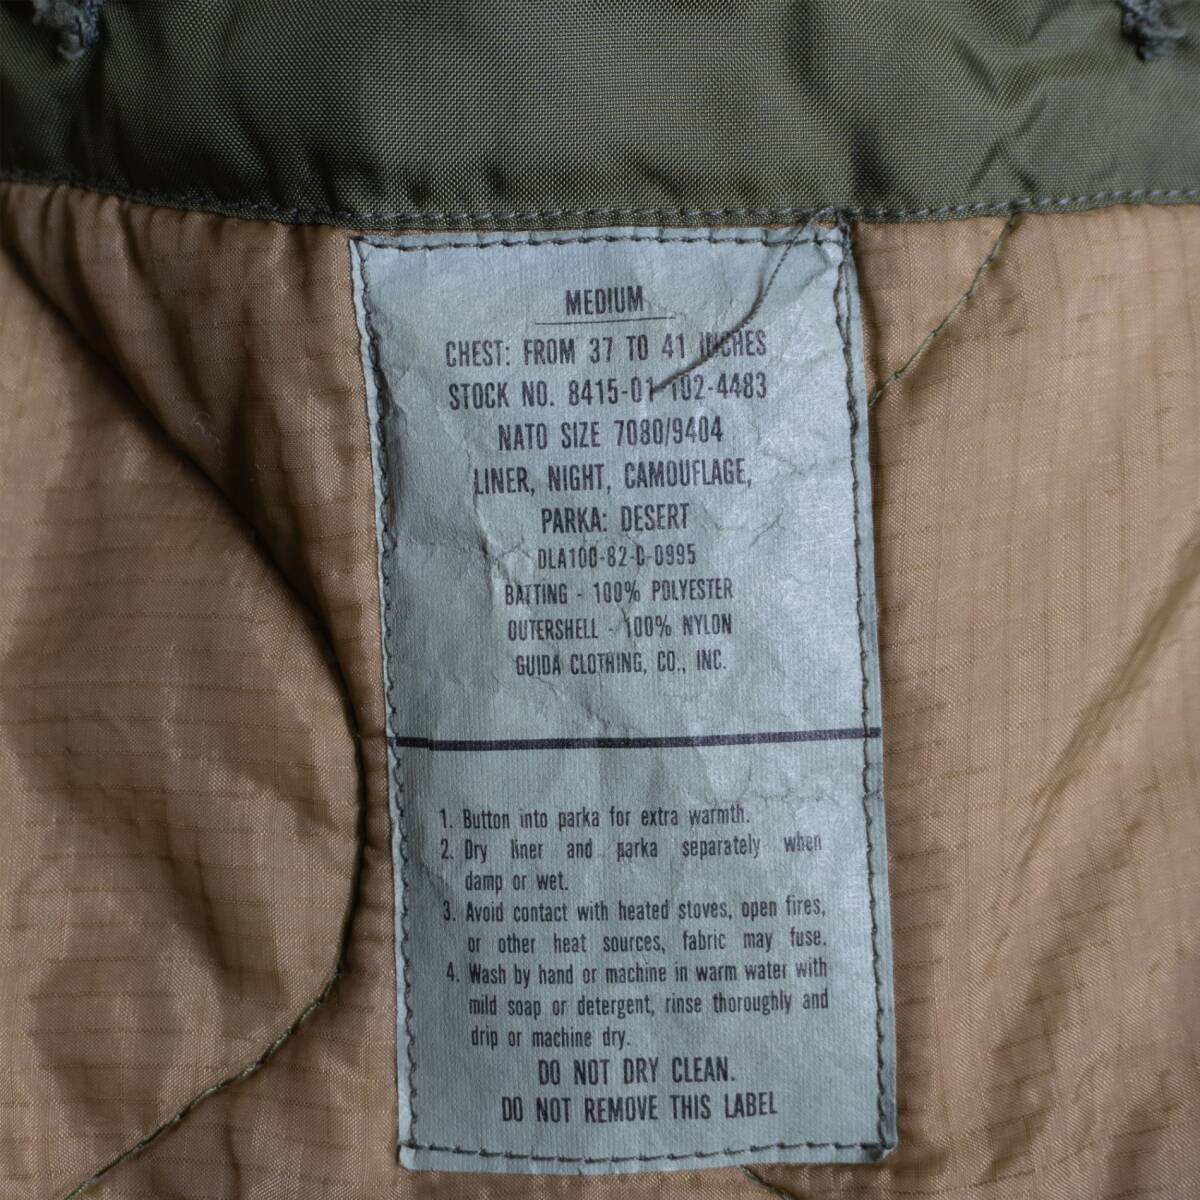 MEDIUM
CHEST: FROM 37 TO 41 INCHES
STOCK NO. 8415-01-102-4483
NATO SIZE 7080/9404
LINER, NIGHT, CAMOUFLAGE,
PARKA: DESERT
DLA100-82-C-0995
BATTING - 100% POLYESTER
OUTERSHELL - 100% NYLON
GUIDA CLOTHING, CO., INC.
1. Button into parka for extra warmth.
2. Dry liner and parka separately when
damp or wet.
3. Avoid contact with heated stoves, open fires,
or other heat sources, fabric may fuse.
4. Wash by hand or machine in warm water with
mild soap or detergent, rinse thoroughly and
drip or machine dry.
DO NOT DRY CLEAN.
DO NOT REMOVE THIS LABEL